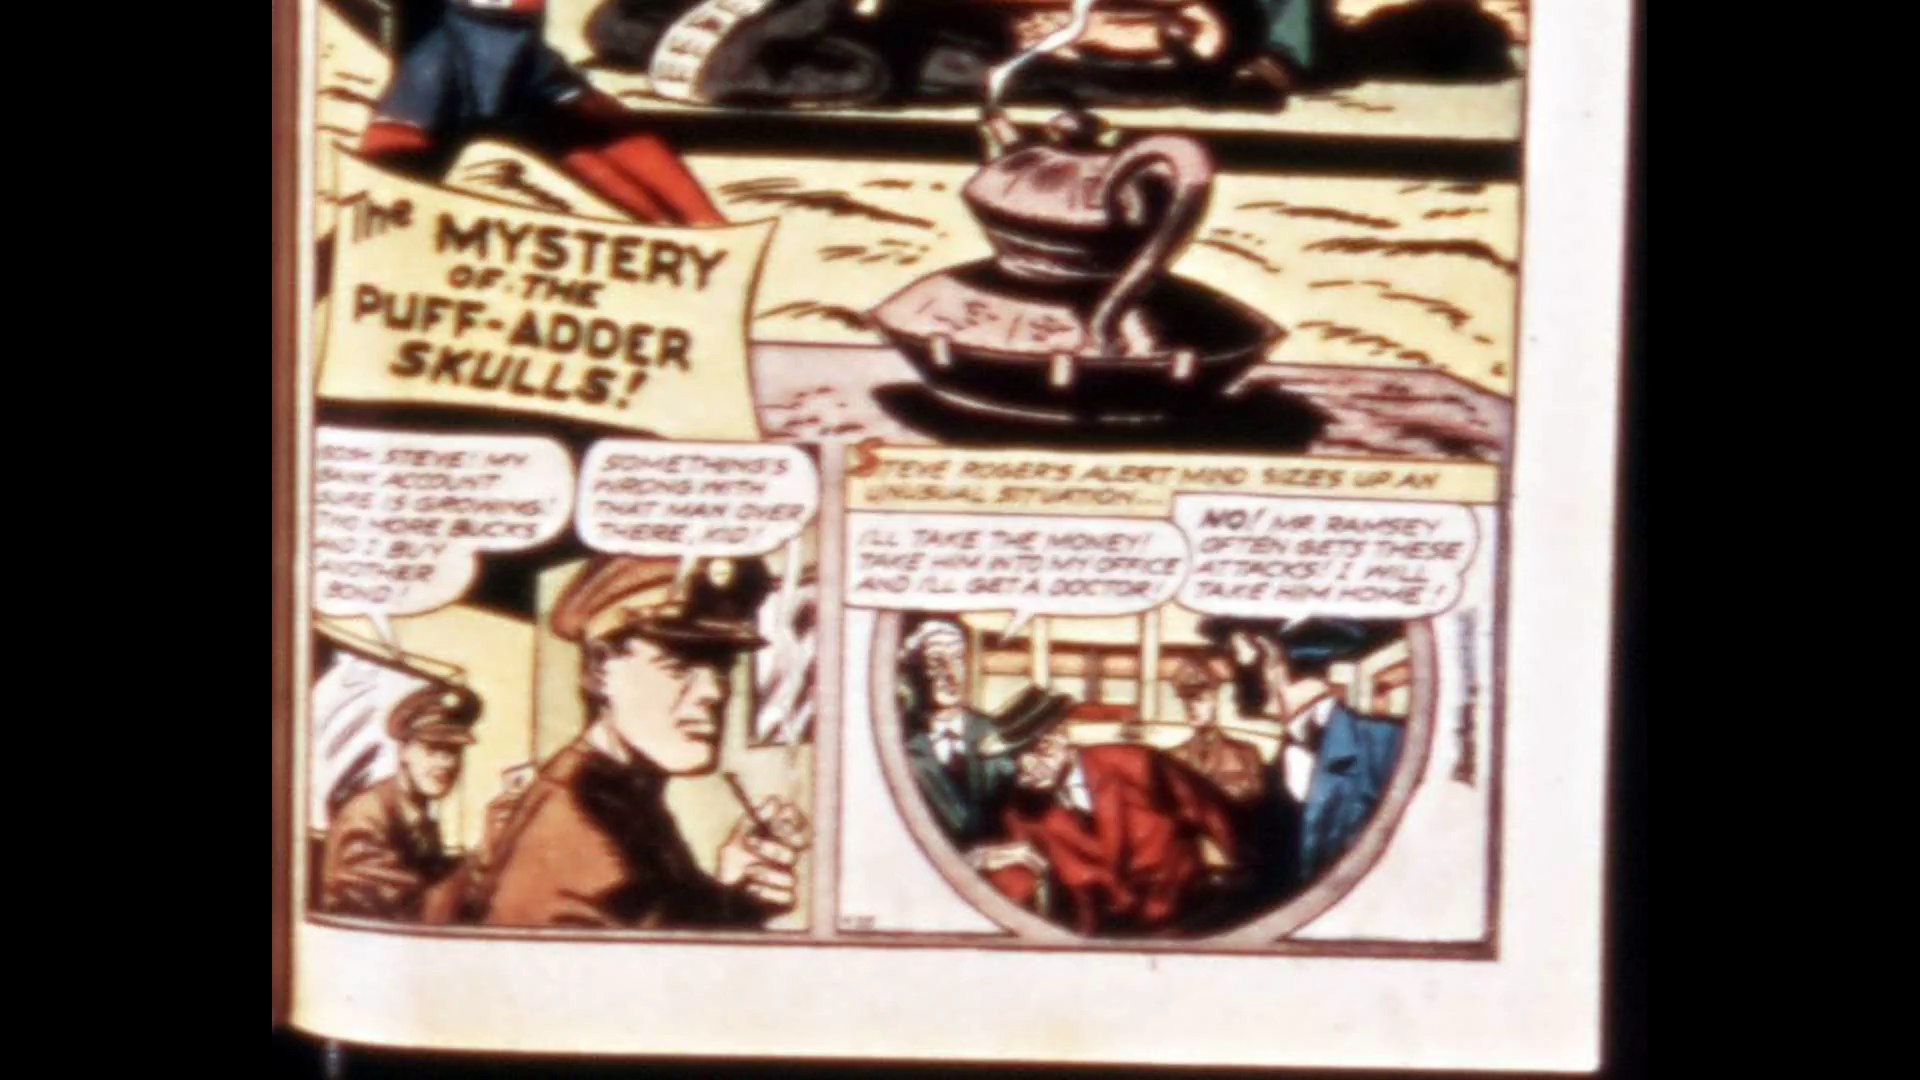 The MYSTERY
OF-THE
PUFF-ADDER
SKULLS!
GOSH STEVE! MY
BANK ACCOUNT
SURE IS GROWING!
TWO MORE BUCKS
AND I BUY
ANOTHER
BOND!
SOMETHING'S
WRONG WITH
THAT MAN OVER
THERE, KID!
STEVE ROGER'S ALERT MIND SIZES UP AN
UNUSUAL SITUATION...
I'LL TAKE THE MONEY!
TAKE HIM INTO MY OFFICE
AND I'LL GET A DOCTOR!
NO! MR. RAMSEY
OFTEN GETS THESE
ATTACKS! I WILL
TAKE HIM HOME!